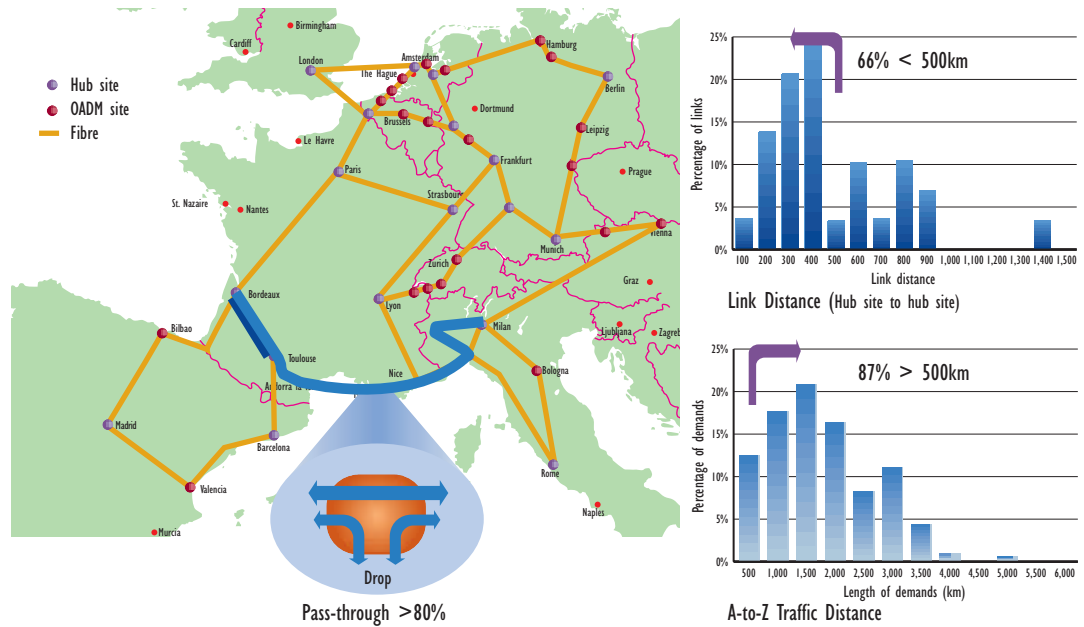 Hub site
OADM site
Fibre
Birmingham
Cardiff
London
Amsterdam
The Hague
Hamburg
Berlin
Dortmund
Brussels
Leipzig
Le Havre
Paris
Frankfurt
Prague
Strasbourg
St. Nazaire
Nantes
Munich
Vienna
Zurich
Graz
Bordeaux
Lyon
Milan
Ljubljana
Zagreb
Bilbao
Toulouse
Nice
Bologna
Andorra la
Madrid
Barcelona
Rome
Valencia
Naples
Murcia
Drop
Pass-through >80%
25%
20%
15%
10%
5%
0%
Percentage of links
66% < 500km
100 200 300 400 500 600 700 800 900 1,000 1,100 1,200 1,300 1,400 1,500
Link distance
Link Distance (Hub site to hub site)
25%
20%
15%
10%
5%
0%
Percentage of demands
87% > 500km
500 1,000 1,500 2,000 2,500 3,000 3,500 4,000 4,500 5,000 5,500 6,000
Length of demands (km)
A-to-Z Traffic Distance